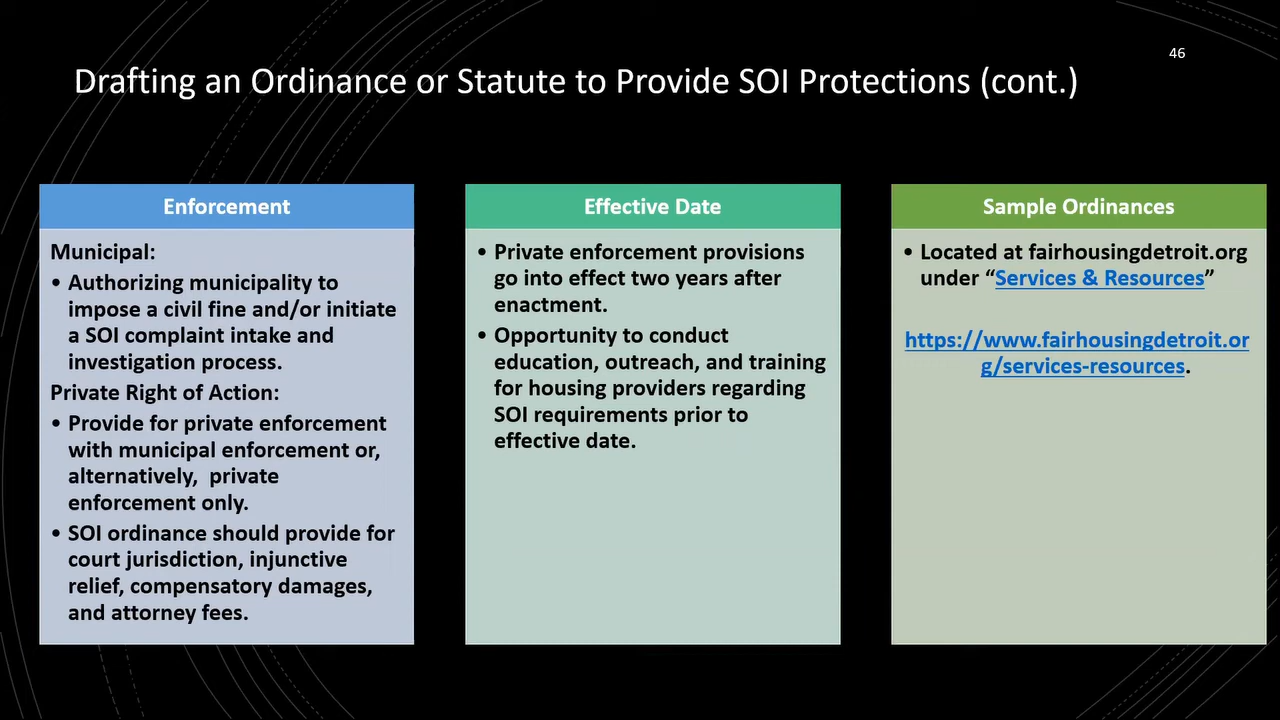 46
Drafting an Ordinance or Statute to Provide SOI Protections (cont.)
Enforcement
Municipal:
• Authorizing municipality to
impose a civil fine and/or initiate
a SOI complaint intake and
investigation process.
Private Right of Action:
• Provide for private enforcement
with municipal enforcement or,
alternatively,  private
enforcement only.
• SOI ordinance should provide for
court jurisdiction, injunctive
relief, compensatory damages,
and attorney fees.
Effective Date
• Private enforcement provisions
go into effect two years after
enactment.
• Opportunity to conduct
education, outreach, and training
for housing providers regarding
SOI requirements prior to
effective date.
Sample Ordinances
• Located at fairhousingdetroit.org
under “Services & Resources”
https://www.fairhousingdetroit.or
g/services-resources.